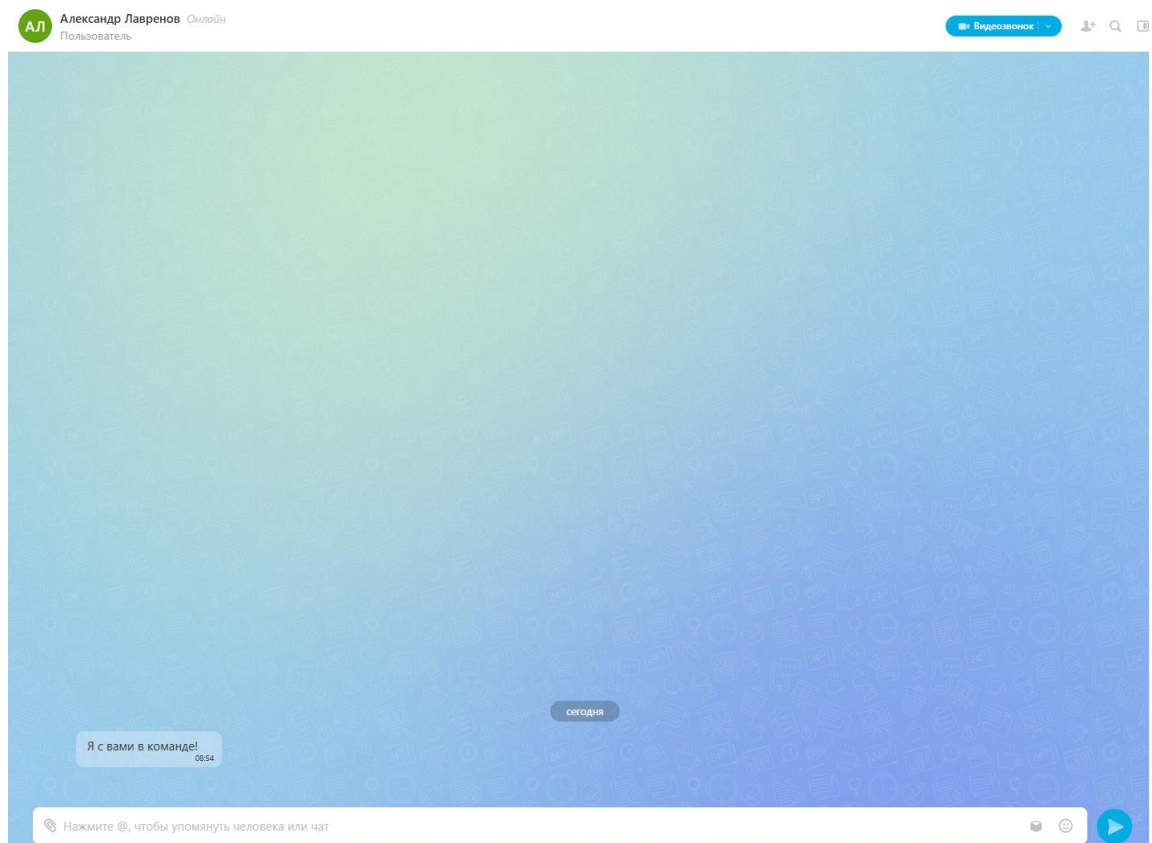 АЛ
Александр Лавренов Онлайн
Пользователь
Видеозвонок
сегодня
Я с вами в команде!
08:54
Нажмите @, чтобы упомянуть человека или чат